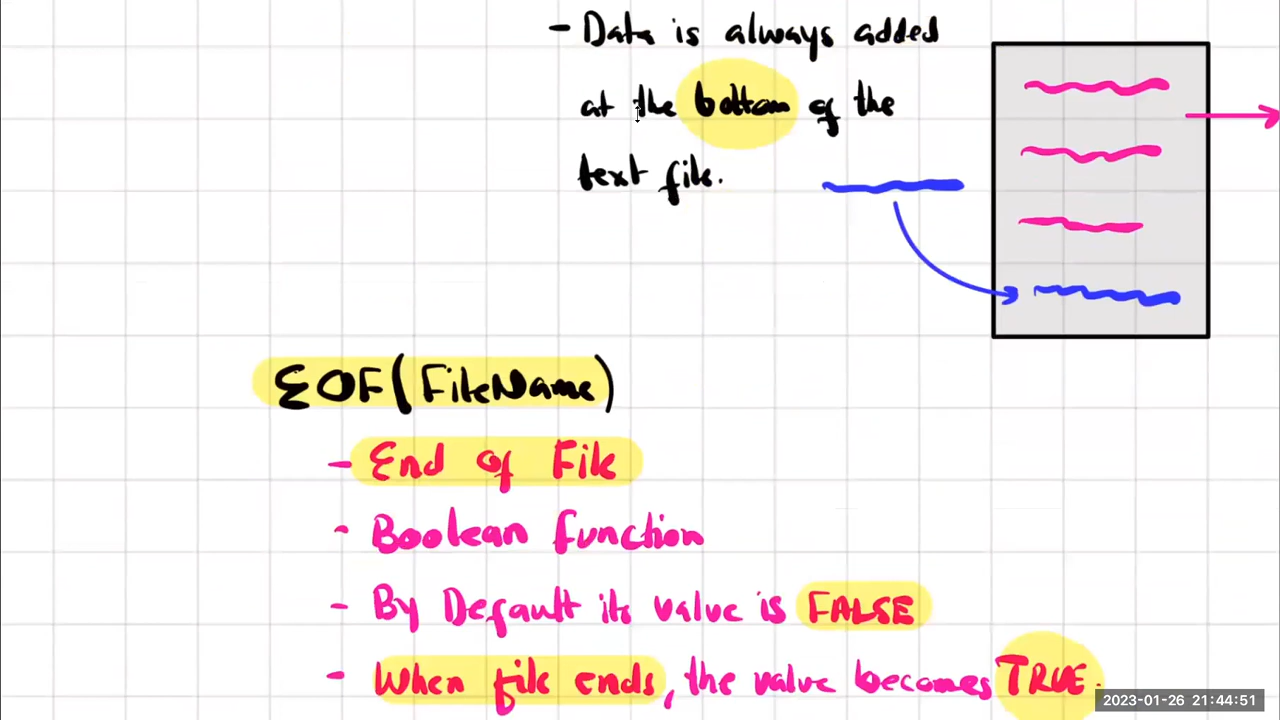 - Data is always added
at the bottom of the
text file.
EOF(FileName)
- End of File
- Boolean function
- By Default its value is FALSE
- When file ends, the value becomes TRUE.
2023-01-26 21:44:51